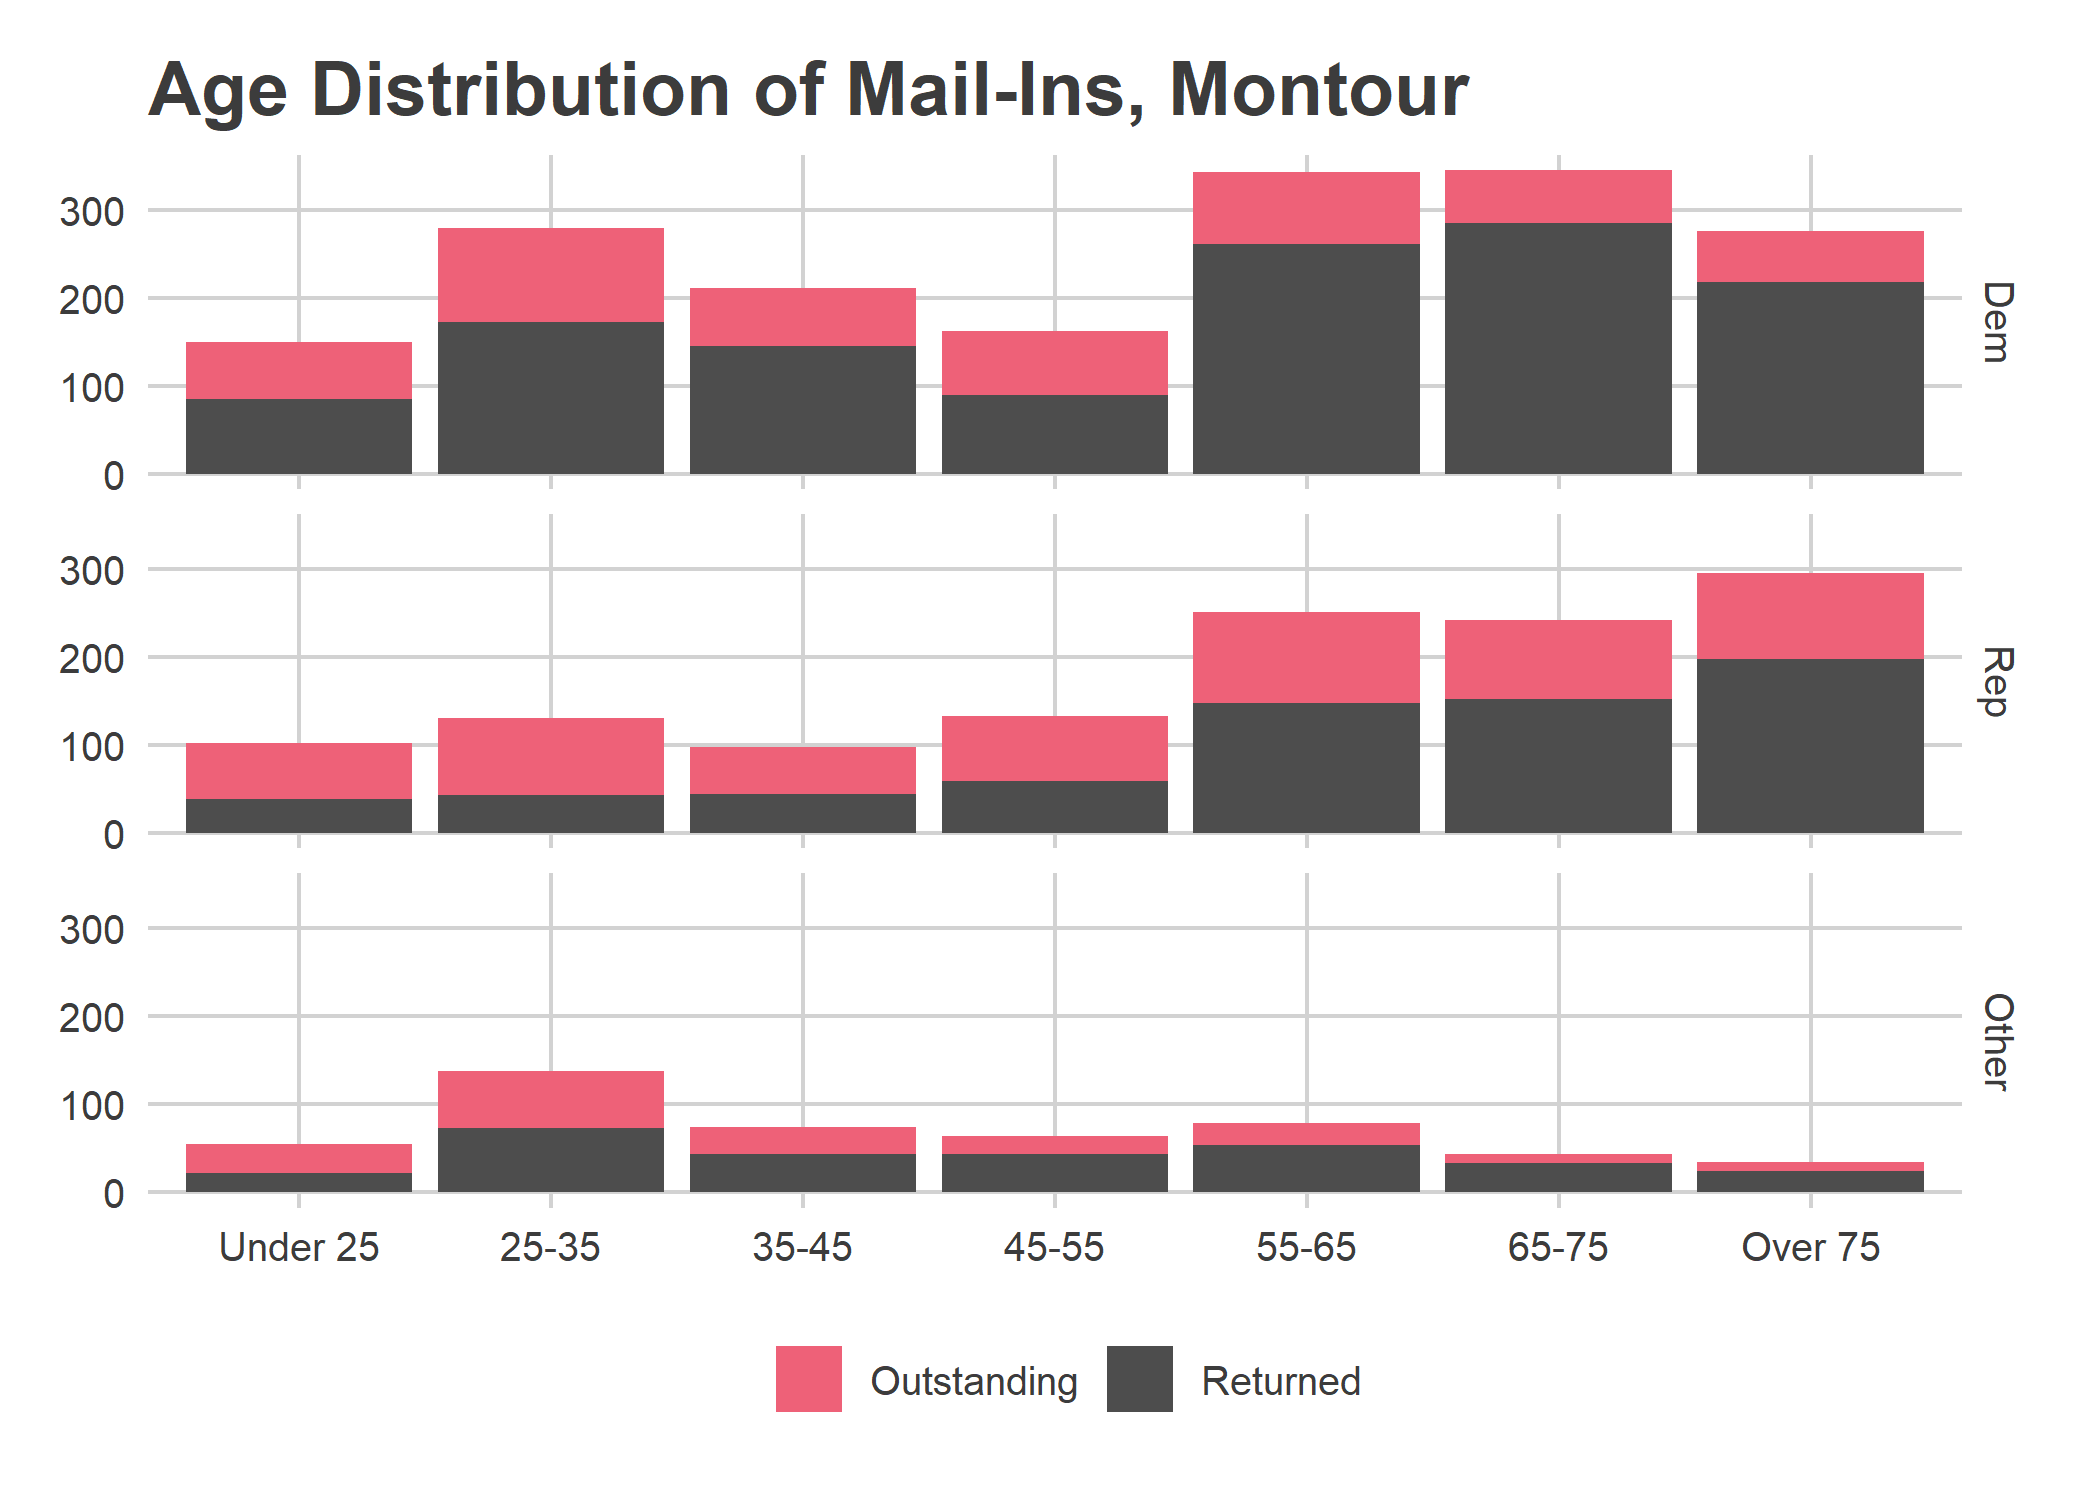 Age Distribution of Mail-Ins, Montour
300
200
100
0
Dem
300
200
100
0
Rep
300
200
100
0
Other
Under 25 25-35 35-45 45-55 55-65 65-75 Over 75
Outstanding Returned